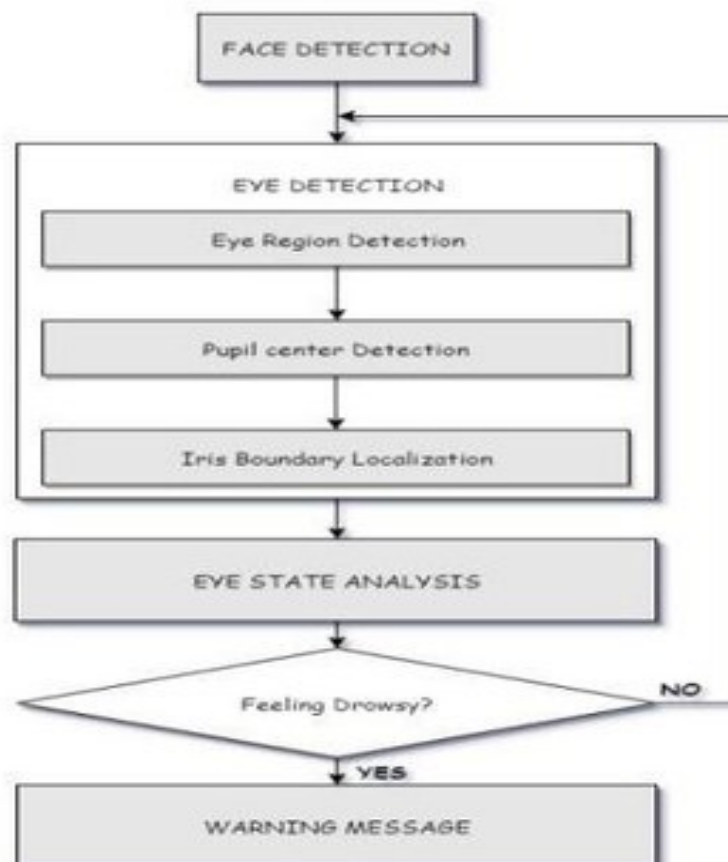 FACE DETECTION
EYE DETECTION
Eye Region Detection
Pupil center Detection
Iris Boundary Localization
EYE STATE ANALYSIS
Feeling Drowsy?
NO
YES
WARNING MESSAGE